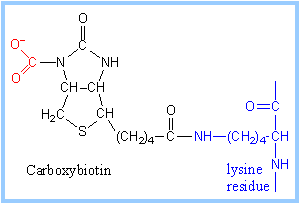 O⁻ O
C N NH
O
CH—CH
O
H₂C CH O C
S (CH₂)₄-C—NH—(CH₂)₄-CH
NH
Carboxybiotin lysine
residue